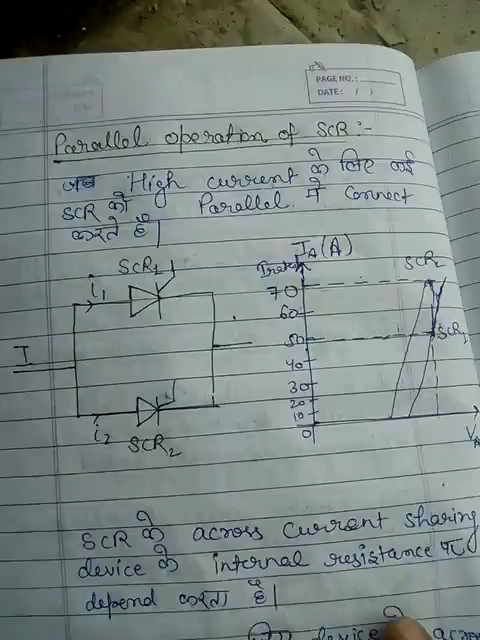 PAGE NO.:
DATE: / /
Parallel operation of SCR :-
जब High current के लिए कई
SCR को Parallel में Connect
करते हैं।
SCR1
i1
I
i2
SCR2
IA (A)
70
60
50
40
30
20
10
0
SCR2
SCR1
SCR के across current sharing
device के internal resistance पर
depend करता है।
device के